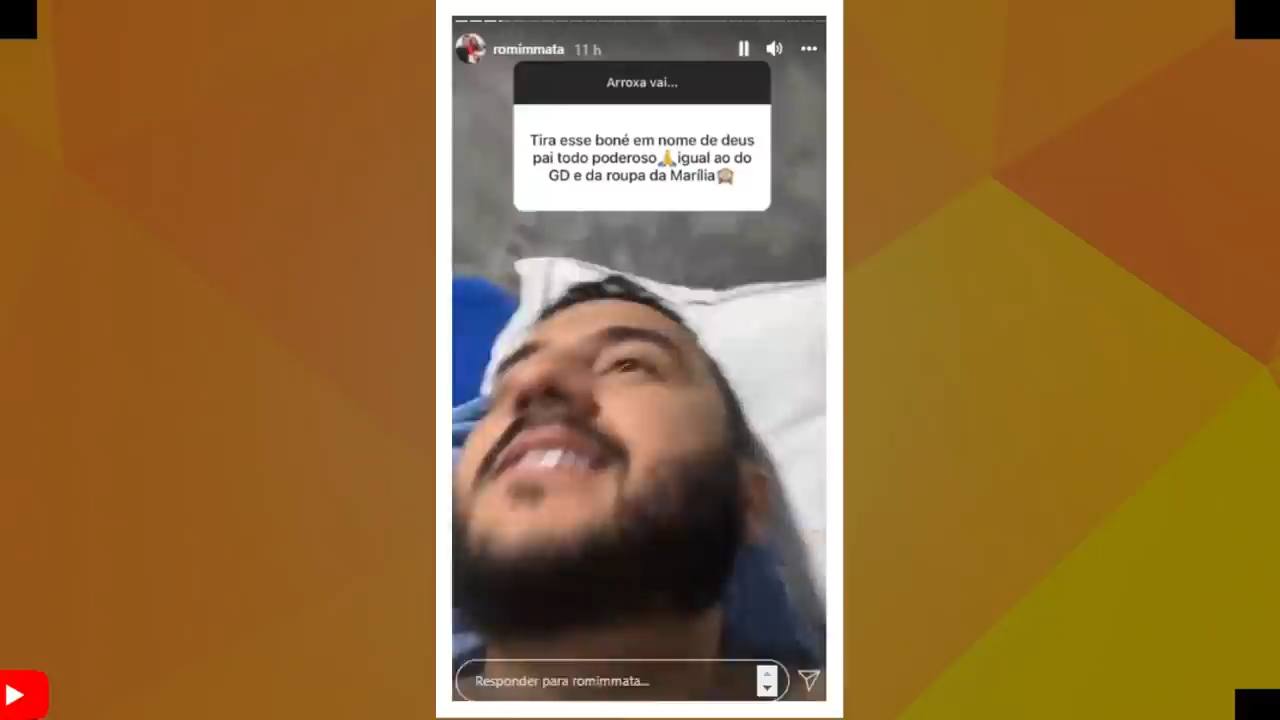 romimmata 11 h
Arroxa vai...
Tira esse boné em nome de deus
pai todo poderoso🙏igual ao do
GD e da roupa da Marília🙈
Responder para romimmata...